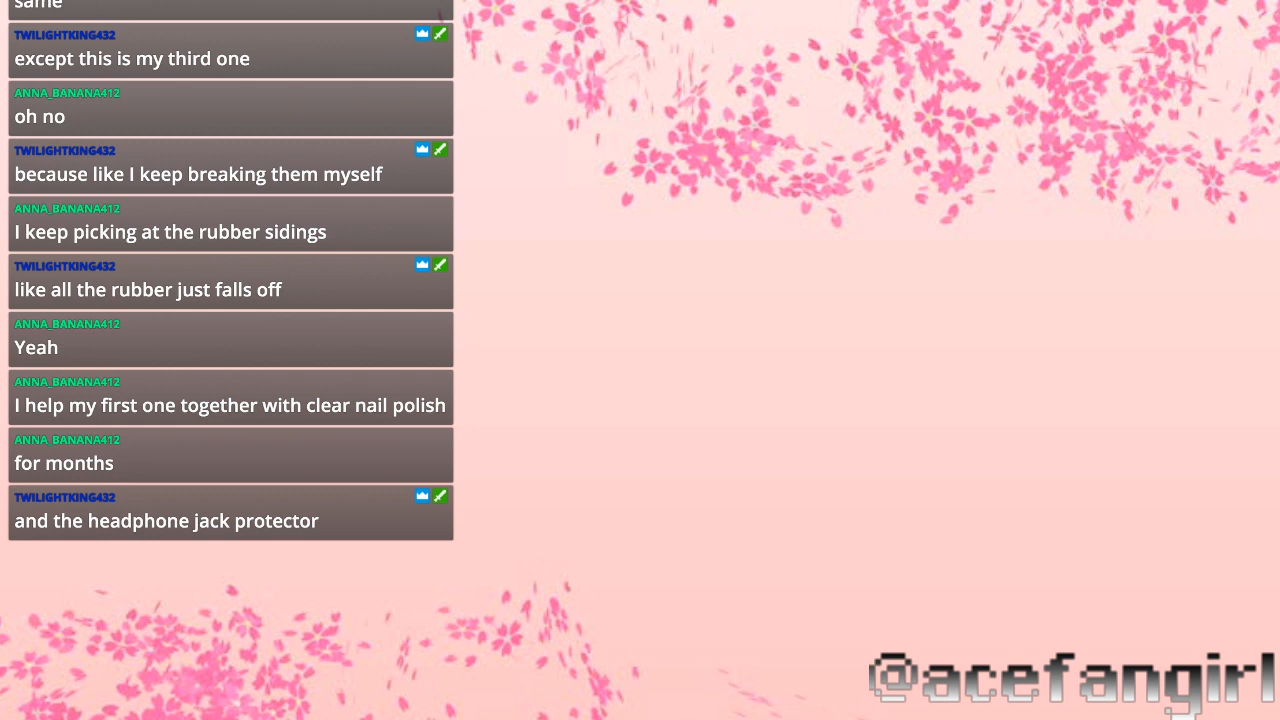 same
TWILIGHTKING432
except this is my third one
ANNA_BANANA412
oh no
TWILIGHTKING432
because like I keep breaking them myself
ANNA_BANANA412
I keep picking at the rubber sidings
TWILIGHTKING432
like all the rubber just falls off
ANNA_BANANA412
Yeah
ANNA_BANANA412
I help my first one together with clear nail polish
ANNA_BANANA412
for months
TWILIGHTKING432
and the headphone jack protector
@acefangirl